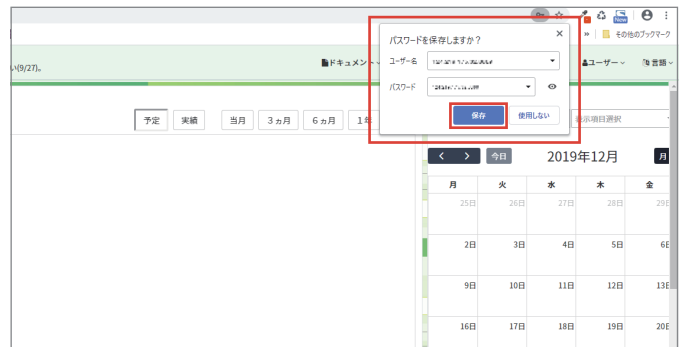 New
パスワードを保存しますか？
×
» その他のブックマーク
い(9/27)。
ドキュメント
ユーザー名
ユーザー
言語
パスワード
保存
使用しない
予定
実績
当月
3ヵ月
6ヵ月
示項目選択
< >
今日
2019年12月
月
月 火 水 木 金
25日 26日 27日 28日 29日
2日 3日 4日 5日 6日
9日 10日 11日 12日 13日
16日 17日 18日 19日 20日